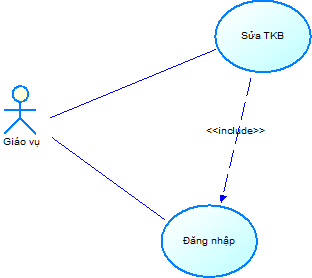 Sửa TKB
<<include>>
Giáo vụ
Đăng nhập